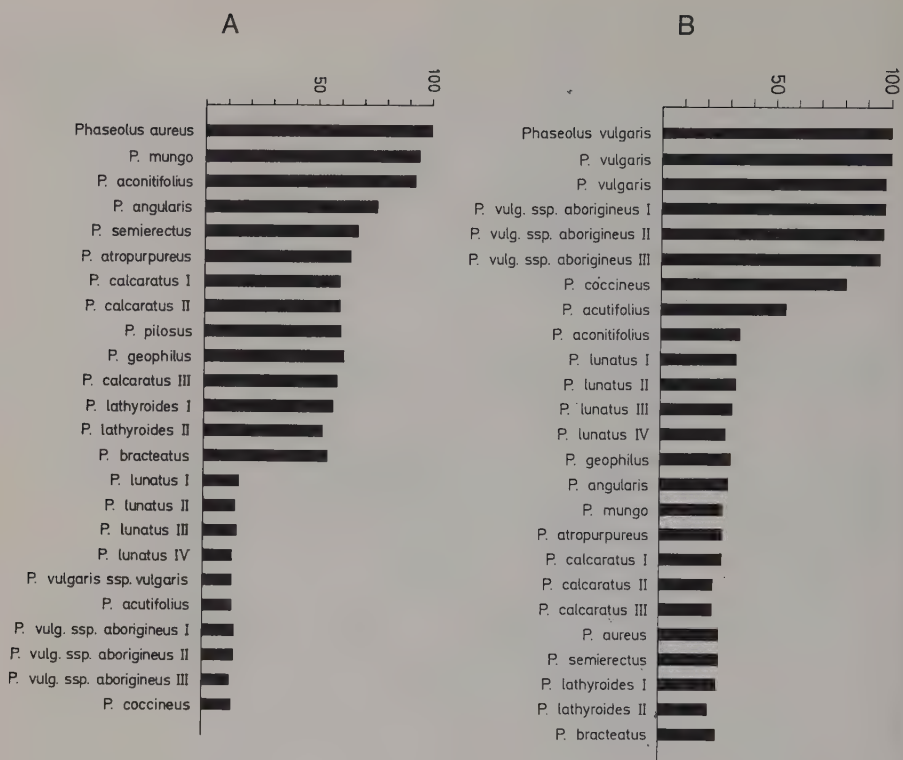 A
50
100
Phaseolus aureus
P. mungo
P. aconitifolius
P. angularis
P. semierectus
P. atropurpureus
P. calcaratus I
P. calcaratus II
P. pilosus
P. geophilus
P. calcaratus III
P. lathyroides I
P. lathyroides II
P. bracteatus
P. lunatus I
P. lunatus II
P. lunatus III
P. lunatus IV
P. vulgaris ssp. vulgaris
P. acutifolius
P. vulg. ssp. aborigineus I
P. vulg. ssp. aborigineus II
P. vulg. ssp. aborigineus III
P. coccineus
B
50
100
Phaseolus vulgaris
P. vulgaris
P. vulgaris
P. vulg. ssp. aborigineus I
P. vulg. ssp. aborigineus II
P. vulg. ssp. aborigineus III
P. coccineus
P. acutifolius
P. aconitifolius
P. lunatus I
P. lunatus II
P. lunatus III
P. lunatus IV
P. geophilus
P. angularis
P. mungo
P. atropurpureus
P. calcaratus I
P. calcaratus II
P. calcaratus III
P. aureus
P. semierectus
P. lathyroides I
P. lathyroides II
P. bracteatus